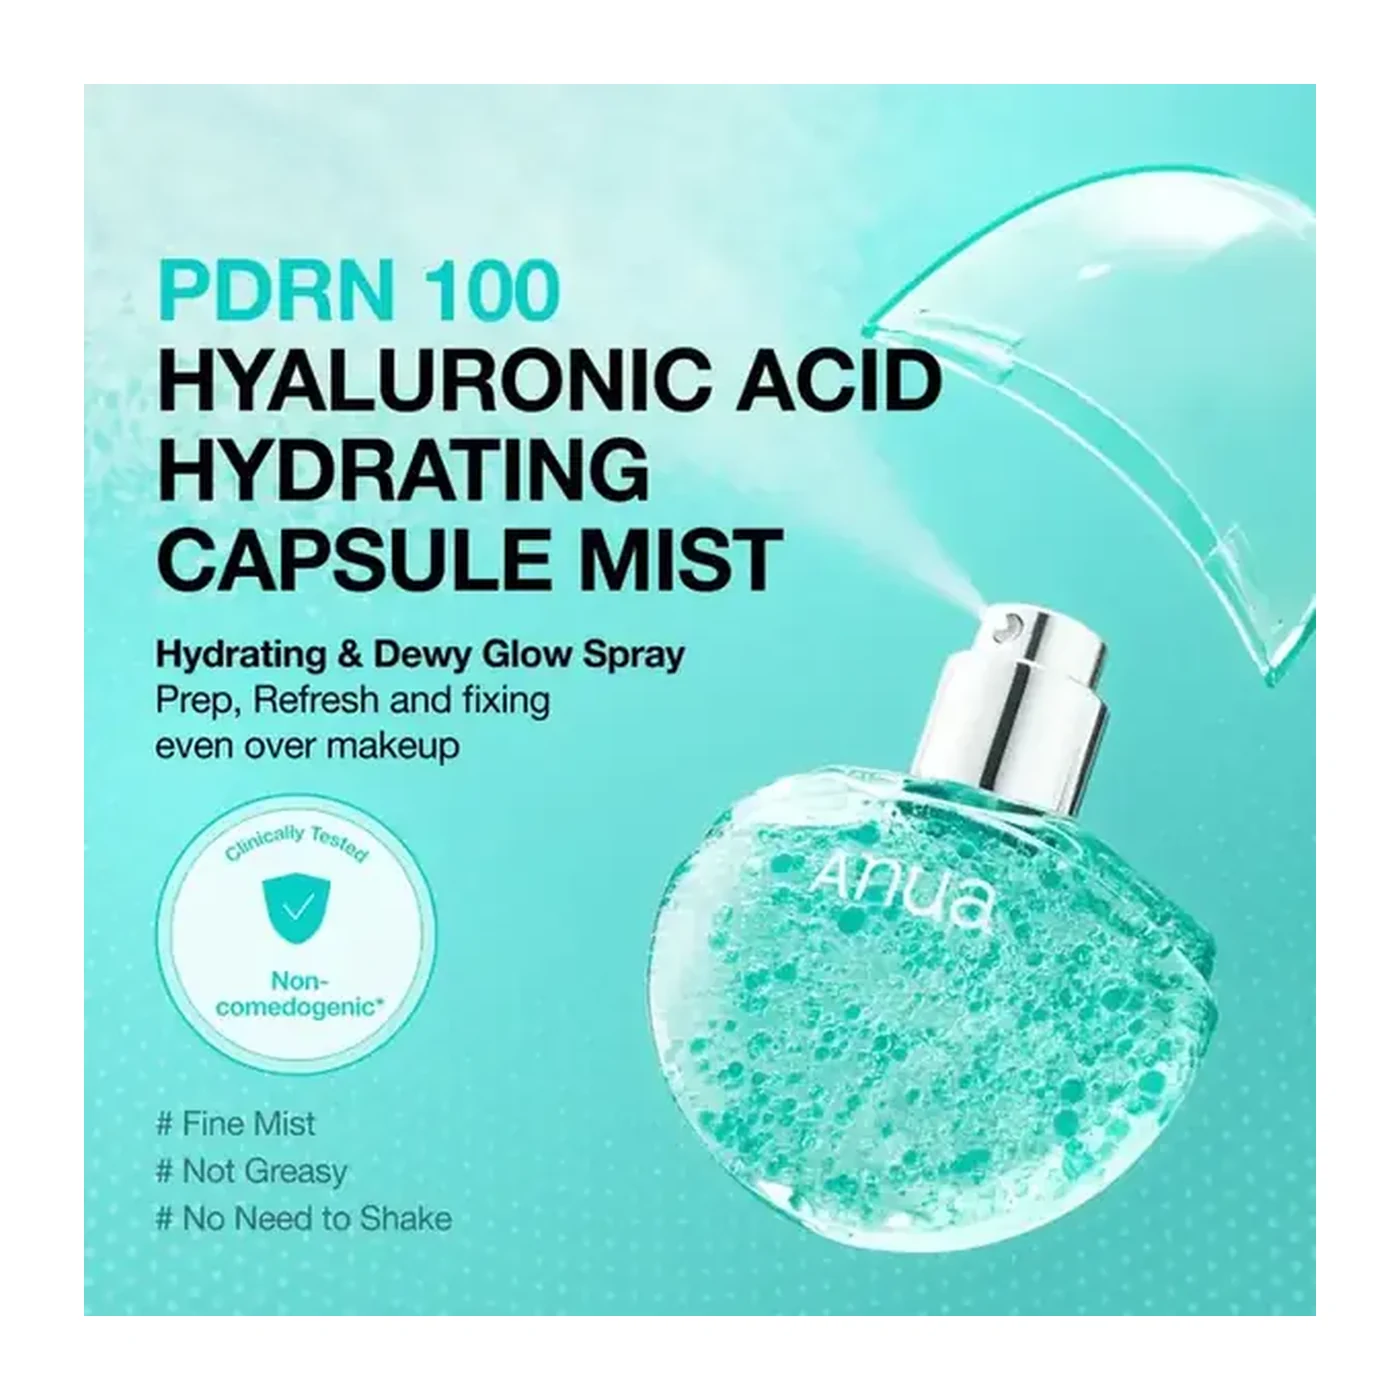 PDRN 100
HYALURONIC ACID
HYDRATING
CAPSULE MIST
Hydrating & Dewy Glow Spray
Prep, Refresh and fixing
even over makeup
Clinically Tested
Non-
comedogenic*
# Fine Mist
# Not Greasy
# No Need to Shake
Anua